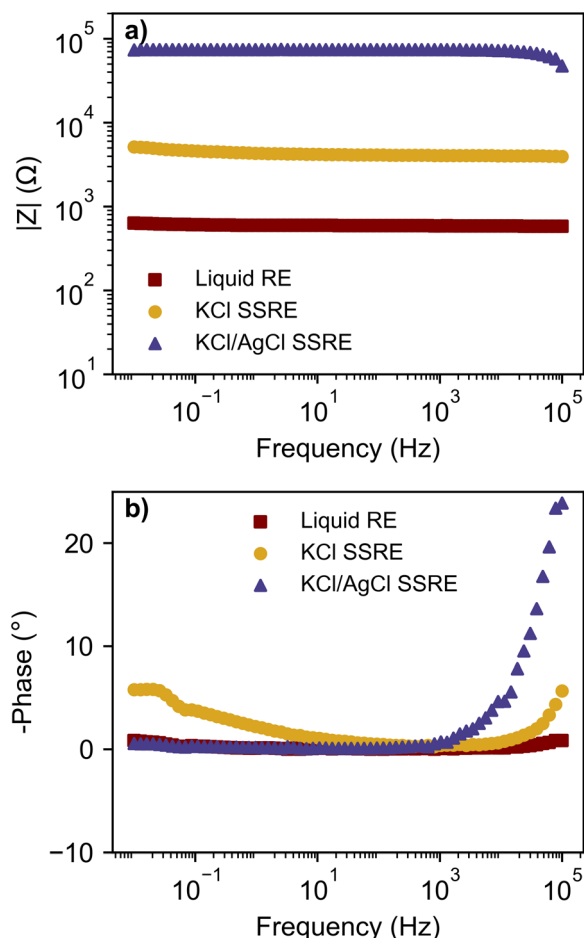 a)
10^5
10^4
10^3
10^2
10^1
|Z| (Ω)
Liquid RE
KCl SSRE
KCl/AgCl SSRE
10^−1 10^1 10^3 10^5
Frequency (Hz)
b)
20
10
0
−10
-Phase (°)
Liquid RE
KCl SSRE
KCl/AgCl SSRE
10^−1 10^1 10^3 10^5
Frequency (Hz)